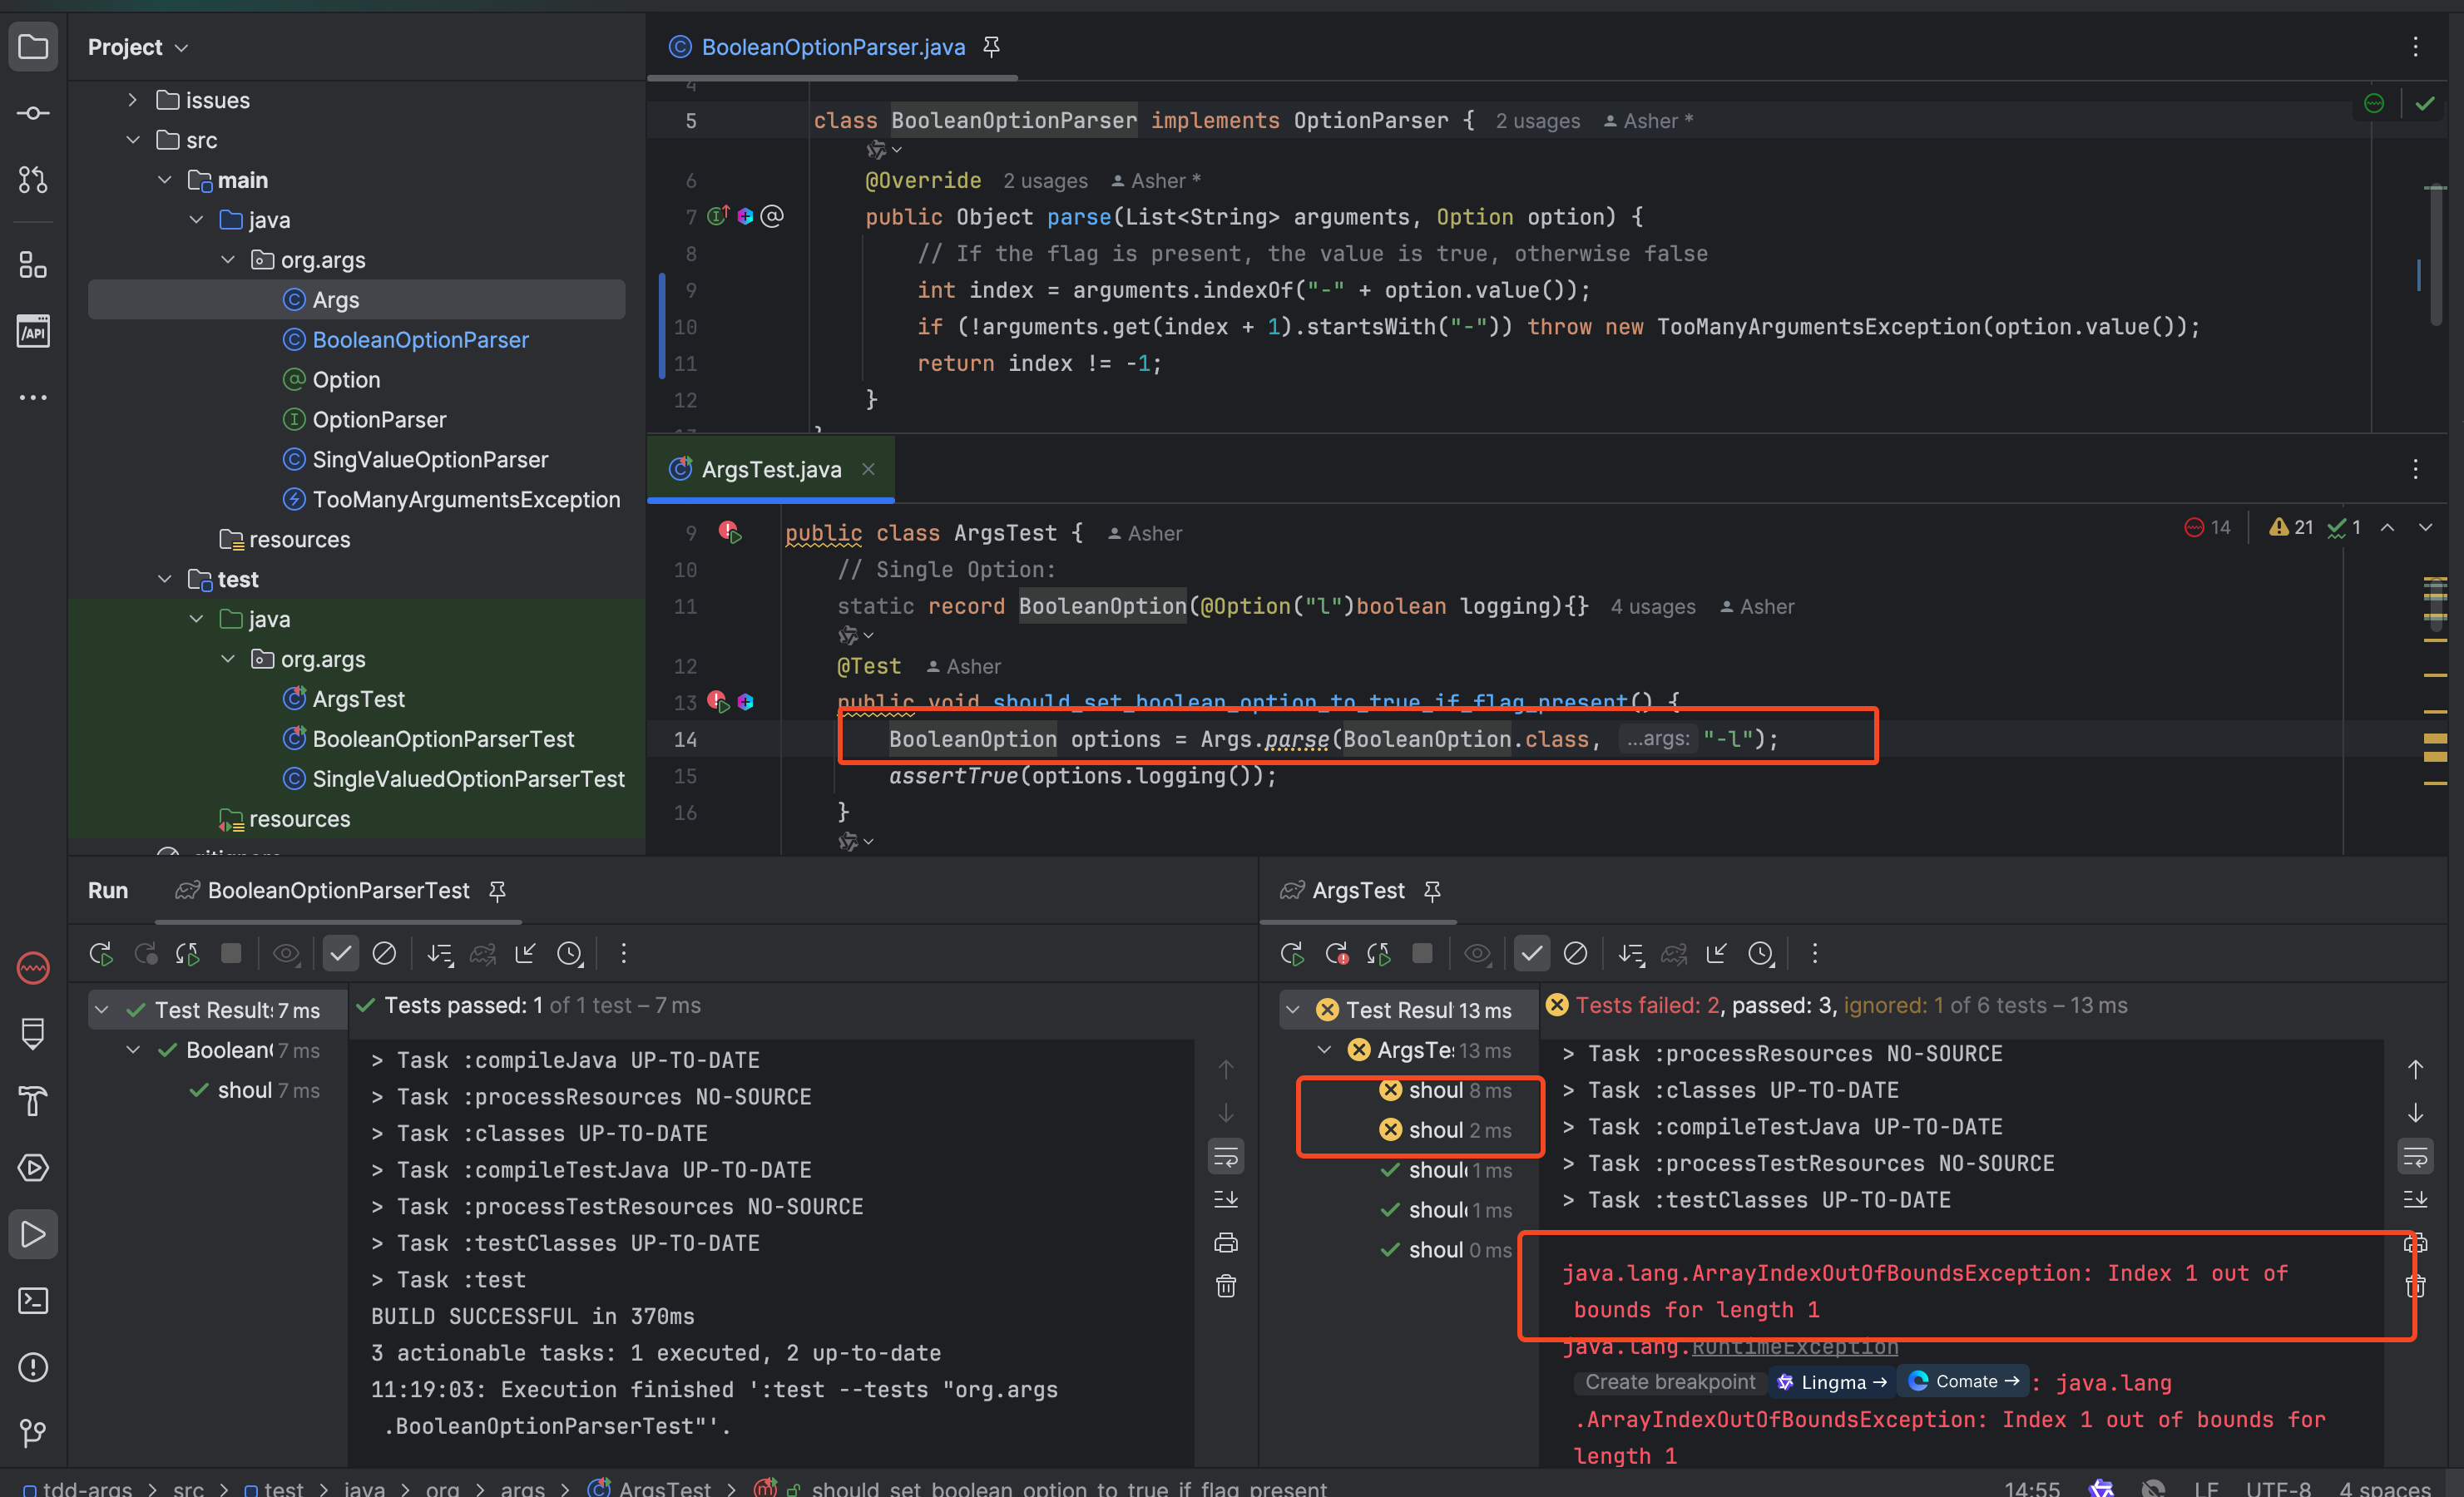 Project
issues
src
main
java
org.args
Args
BooleanOptionParser
Option
OptionParser
SingValueOptionParser
TooManyArgumentsException
resources
test
java
org.args
ArgsTest
BooleanOptionParserTest
SingleValuedOptionParserTest
resources
.gitignore
BooleanOptionParser.java
4
5 class BooleanOptionParser implements OptionParser { 2 usages Asher *
6 @Override 2 usages Asher *
7 public Object parse(List<String> arguments, Option option) {
8 // If the flag is present, the value is true, otherwise false
9 int index = arguments.indexOf("-" + option.value());
10 if (!arguments.get(index + 1).startsWith("-")) throw new TooManyArgumentsException(option.value());
11 return index != -1;
12 }
ArgsTest.java
14 21 1
9 public class ArgsTest { Asher
10 // Single Option:
11 static record BooleanOption(@Option("l")boolean logging){} 4 usages Asher
12 @Test Asher
13 public void should_set_boolean_option_to_true_if_flag_present() {
14 BooleanOption options = Args.parse(BooleanOption.class, ...args: "-l");
15 assertTrue(options.logging());
16 }
Run BooleanOptionParserTest
Test Results 7 ms
BooleanO 7 ms
shoul 7 ms
Tests passed: 1 of 1 test – 7 ms
> Task :compileJava UP-TO-DATE
> Task :processResources NO-SOURCE
> Task :classes UP-TO-DATE
> Task :compileTestJava UP-TO-DATE
> Task :processTestResources NO-SOURCE
> Task :testClasses UP-TO-DATE
> Task :test
BUILD SUCCESSFUL in 370ms
3 actionable tasks: 1 executed, 2 up-to-date
11:19:03: Execution finished ':test --tests "org.args
.BooleanOptionParserTest"'.
ArgsTest
Test Resul 13 ms
ArgsTes 13 ms
shoul 8 ms
shoul 2 ms
shoul 1 ms
shoul 1 ms
shoul 0 ms
Tests failed: 2, passed: 3, ignored: 1 of 6 tests – 13 ms
> Task :processResources NO-SOURCE
> Task :classes UP-TO-DATE
> Task :compileTestJava UP-TO-DATE
> Task :processTestResources NO-SOURCE
> Task :testClasses UP-TO-DATE
java.lang.ArrayIndexOutOfBoundsException: Index 1 out of
bounds for length 1
java.lang.RuntimeException
Create breakpoint Lingma → Comate → : java.lang
.ArrayIndexOutOfBoundsException: Index 1 out of bounds for
length 1
tdd-args > src > test > java > org > args > ArgsTest > should_set_boolean_option_to_true_if_flag_present
14:55 LF UTF-8 4 spaces
/API